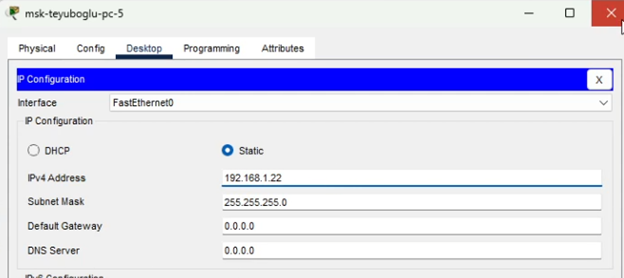 msk-teyuboglu-pc-5
Physical Config Desktop Programming Attributes
IP Configuration X
Interface FastEthernet0
IP Configuration
DHCP Static
IPv4 Address 192.168.1.22
Subnet Mask 255.255.255.0
Default Gateway 0.0.0.0
DNS Server 0.0.0.0
IPv6 Configuration